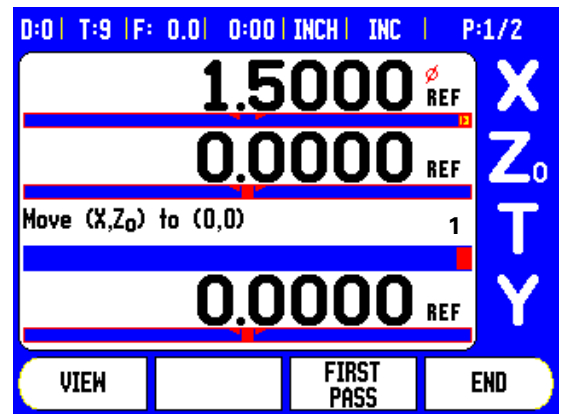 D:0 | T:9 | F: 0.0 | 0:00 | INCH | INC | P:1/2
1.5000 Ø REF X
0.0000 REF Z₀
Move (X,Z₀) to (0,0) 1 T
0.0000 REF Y
VIEW FIRST PASS END